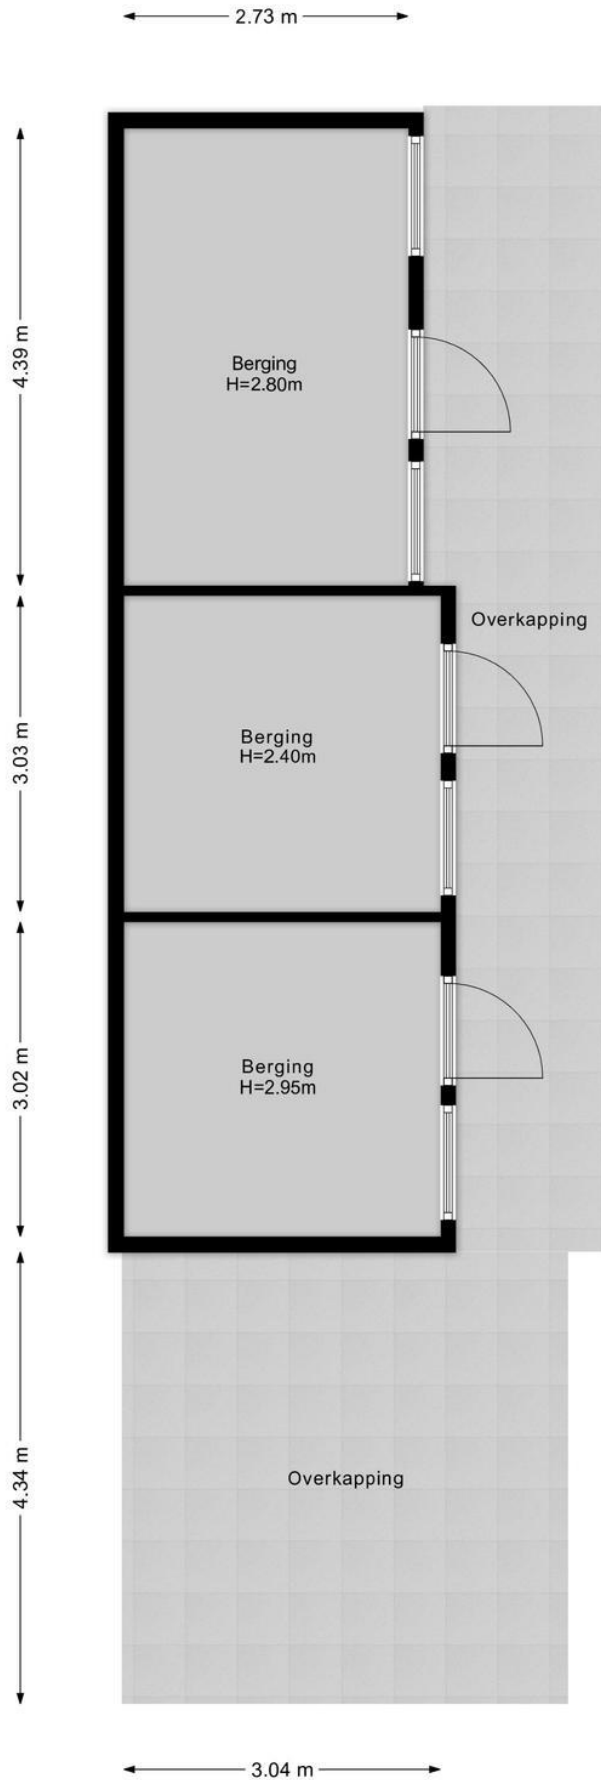 2.73 m
4.39 m
Berging
H=2.80m
Overkapping
3.03 m
Berging
H=2.40m
3.02 m
Berging
H=2.95m
4.34 m
Overkapping
3.04 m